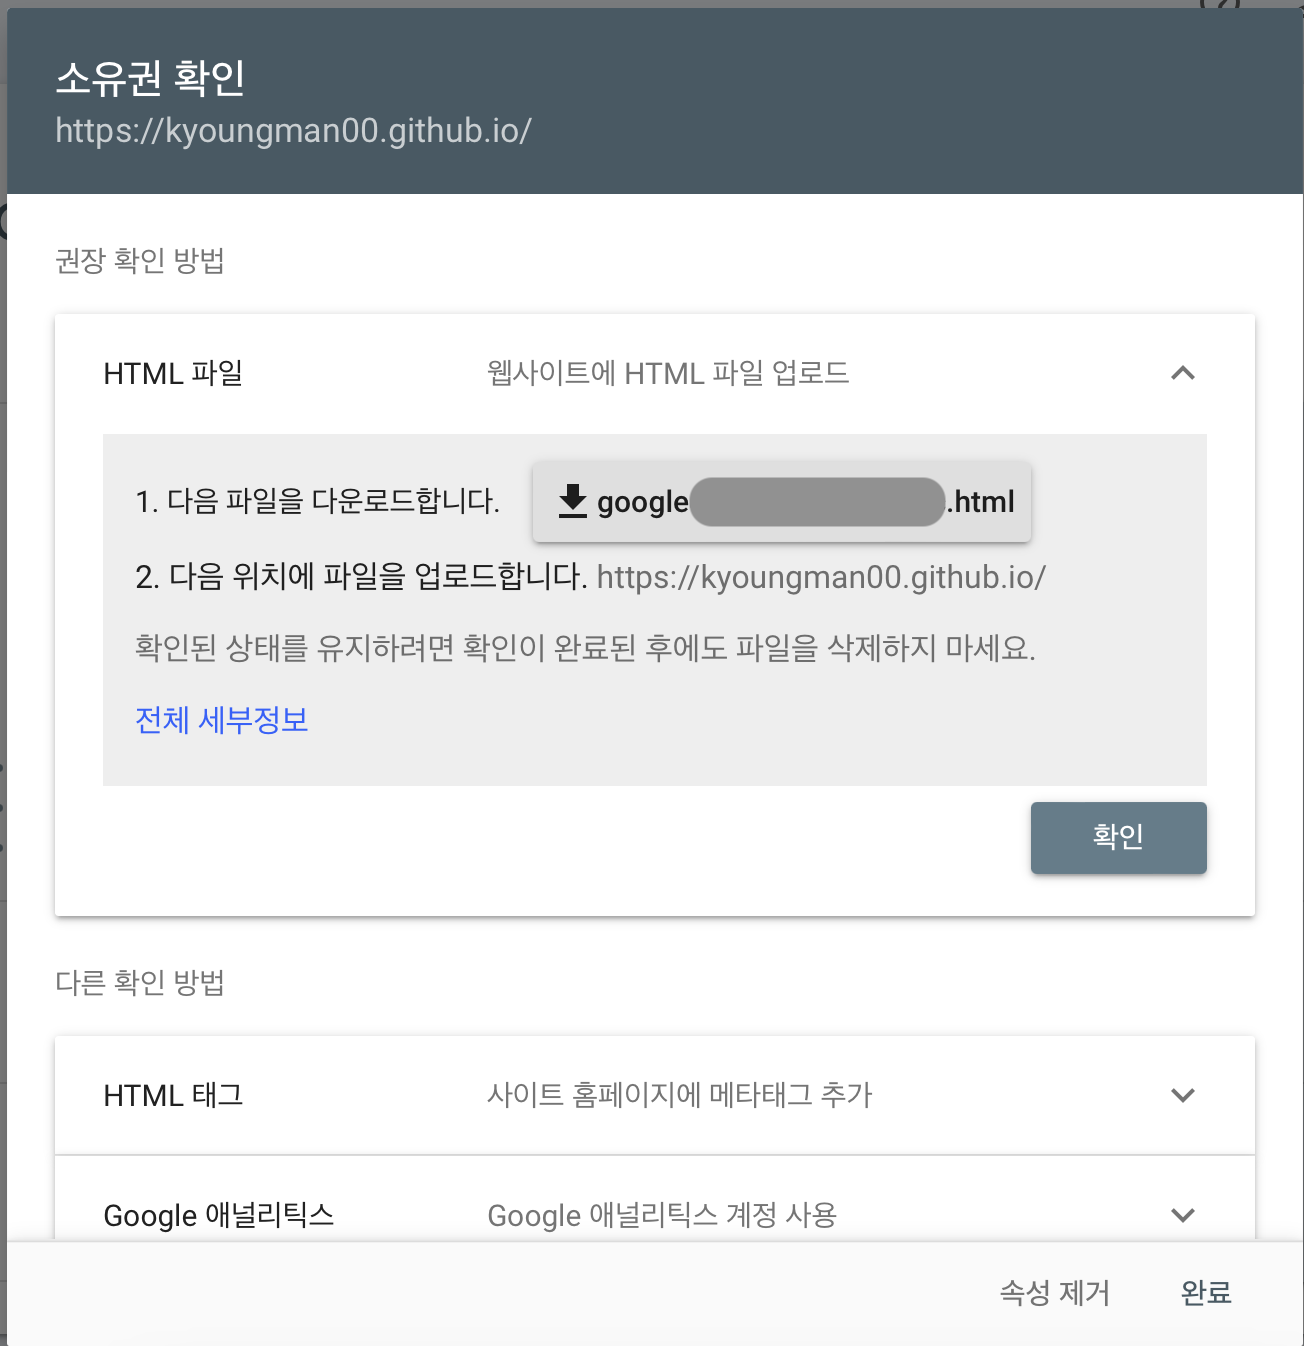 소유권 확인
https://kyoungman00.github.io/
권장 확인 방법
HTML 파일 웹사이트에 HTML 파일 업로드
1. 다음 파일을 다운로드합니다. google .html
2. 다음 위치에 파일을 업로드합니다. https://kyoungman00.github.io/
확인된 상태를 유지하려면 확인이 완료된 후에도 파일을 삭제하지 마세요.
전체 세부정보
확인
다른 확인 방법
HTML 태그 사이트 홈페이지에 메타태그 추가
Google 애널리틱스 Google 애널리틱스 계정 사용
속성 제거 완료